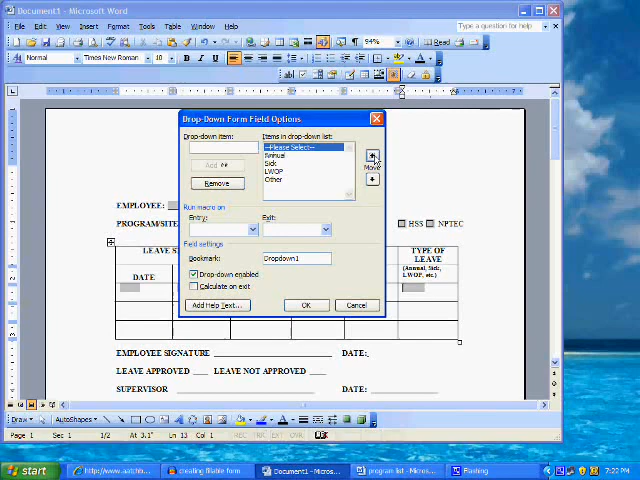 Document1 - Microsoft Word
File Edit View Insert Format Tools Table Window Help
Type a question for help
94% Read
Normal Times New Roman 10 B I U
Drop-Down Form Field Options
Drop-down item: Items in drop-down list:
---Please Select---
Annual
Sick
LWOP
Other
Add
Remove
Move
Run macro on
Entry: Exit:
Field settings
Bookmark: Dropdown1
Drop-down enabled
Calculate on exit
Add Help Text... OK Cancel
EMPLOYEE:
PROGRAM/SITE HSS NPTEC
LEAVE S TYPE OF LEAVE
DATE (Annual, Sick, LWOP, etc.)
EMPLOYEE SIGNATURE DATE:
LEAVE APPROVED LEAVE NOT APPROVED
SUPERVISOR DATE:
Draw AutoShapes
Page 1 Sec 1 1/2 At 3.1" Ln 13 Col 1 REC TRK EXT OVR
start http://www.aatchb... creating fillable form Document1 - Micros... program list - Micros... Flashing 7:22 PM